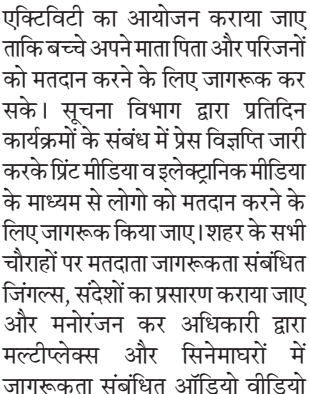 एक्टिविटी का आयोजन कराया जाए
ताकि बच्चे अपने माता पिता और परिजनों
को मतदान करने के लिए जागरूक कर
सके। सूचना विभाग द्वारा प्रतिदिन
कार्यक्रमों के संबंध में प्रेस विज्ञप्ति जारी
करके प्रिंट मीडिया व इलेक्ट्रानिक मीडिया
के माध्यम से लोगो को मतदान करने के
लिए जागरूक किया जाए।शहर के सभी
चौराहों पर मतदाता जागरूकता संबंधित
जिंगल्स, संदेशों का प्रसारण कराया जाए
और मनोरंजन कर अधिकारी द्वारा
मल्टीप्लेक्स और सिनेमाघरों में
जागरूकता संबंधित ऑडियो वीडियो